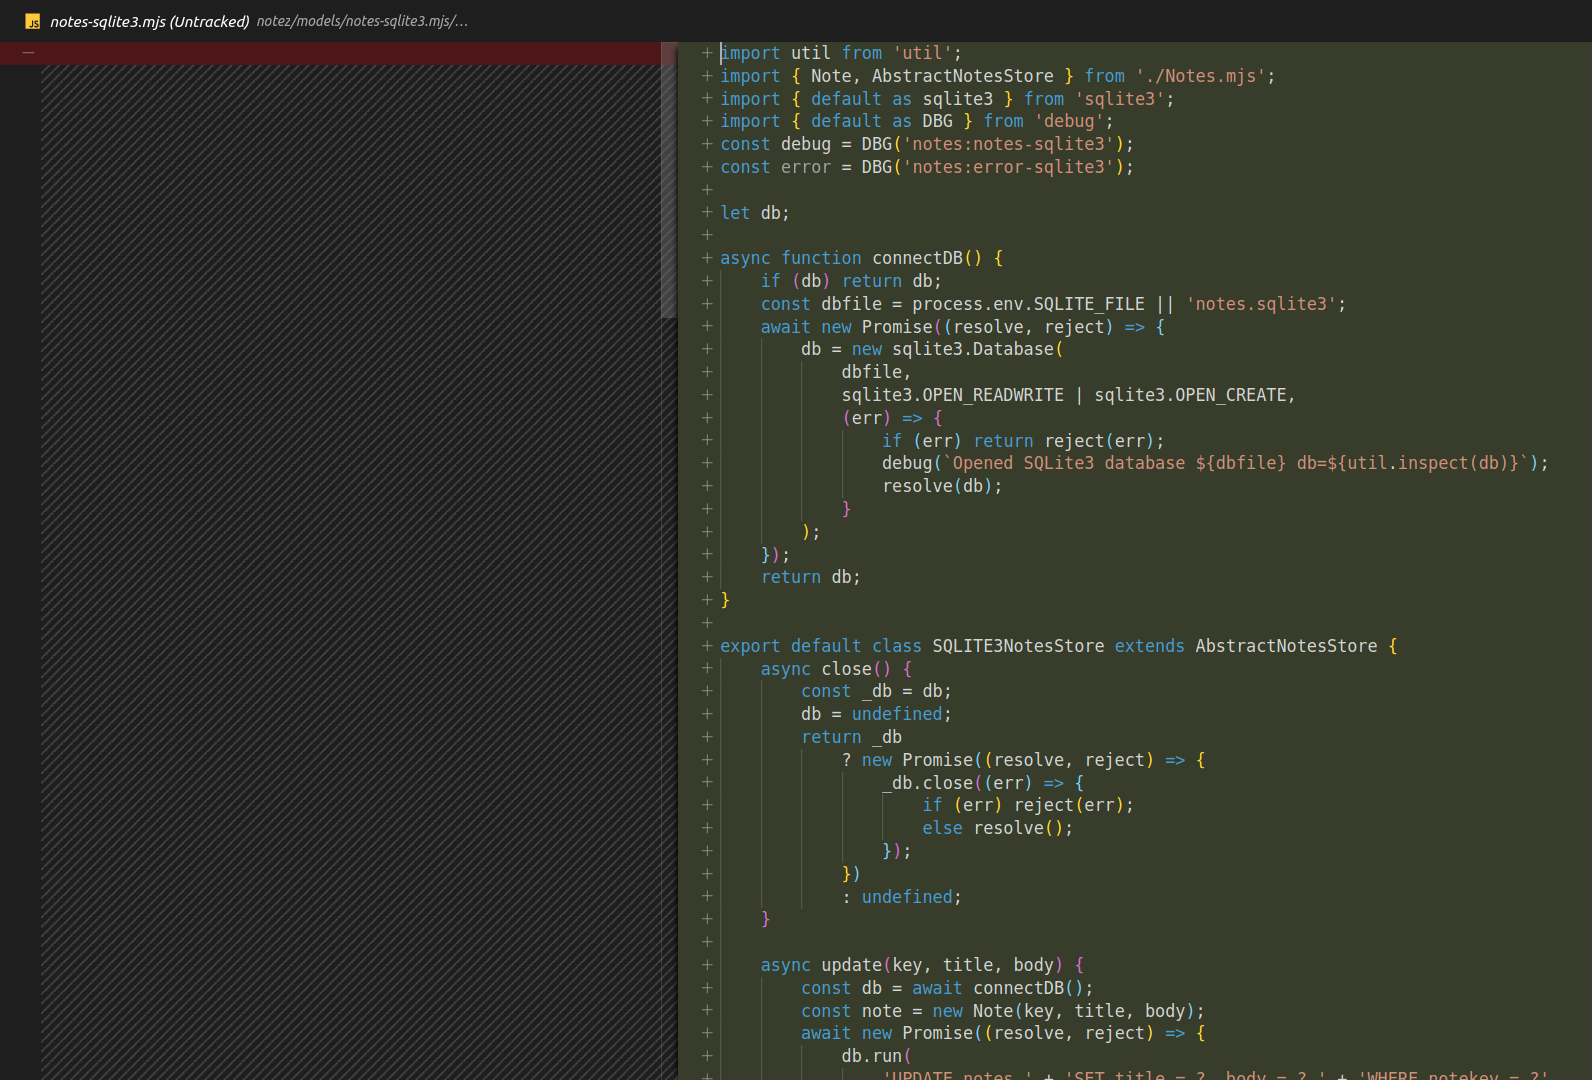 JS notes-sqlite3.mjs (Untracked) notez/models/notes-sqlite3.mjs/...
import util from 'util';
import { Note, AbstractNotesStore } from './Notes.mjs';
import { default as sqlite3 } from 'sqlite3';
import { default as DBG } from 'debug';
const debug = DBG('notes:notes-sqlite3');
const error = DBG('notes:error-sqlite3');
let db;
async function connectDB() {
    if (db) return db;
    const dbfile = process.env.SQLITE_FILE || 'notes.sqlite3';
    await new Promise((resolve, reject) => {
        db = new sqlite3.Database(
            dbfile,
            sqlite3.OPEN_READWRITE | sqlite3.OPEN_CREATE,
            (err) => {
                if (err) return reject(err);
                debug(`Opened SQLite3 database ${dbfile} db=${util.inspect(db)}`);
                resolve(db);
            }
        );
    });
    return db;
}
export default class SQLITE3NotesStore extends AbstractNotesStore {
    async close() {
        const _db = db;
        db = undefined;
        return _db
            ? new Promise((resolve, reject) => {
                _db.close((err) => {
                    if (err) reject(err);
                    else resolve();
                });
            })
            : undefined;
    }
    async update(key, title, body) {
        const db = await connectDB();
        const note = new Note(key, title, body);
        await new Promise((resolve, reject) => {
            db.run(
                'UPDATE notes ' + 'SET title = ?, body = ? ' + 'WHERE notekey = ?'